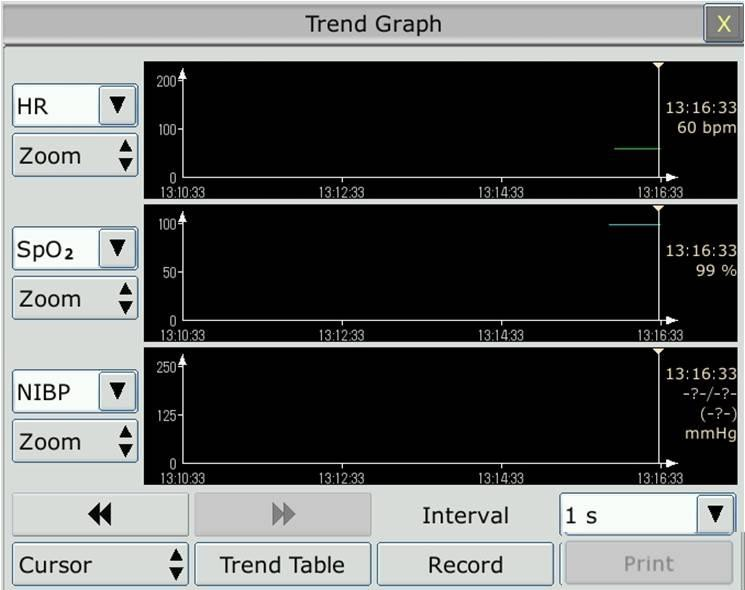 Trend Graph
X
HR
Zoom
200
100
0
13:10:33 13:12:33 13:14:33 13:16:33
13:16:33
60 bpm
SpO₂
Zoom
100
50
0
13:10:33 13:12:33 13:14:33 13:16:33
13:16:33
99 %
NIBP
Zoom
250
125
0
13:10:33 13:12:33 13:14:33 13:16:33
13:16:33
-?-/-?-
(-?-)
mmHg
Interval 1 s
Cursor Trend Table Record Print